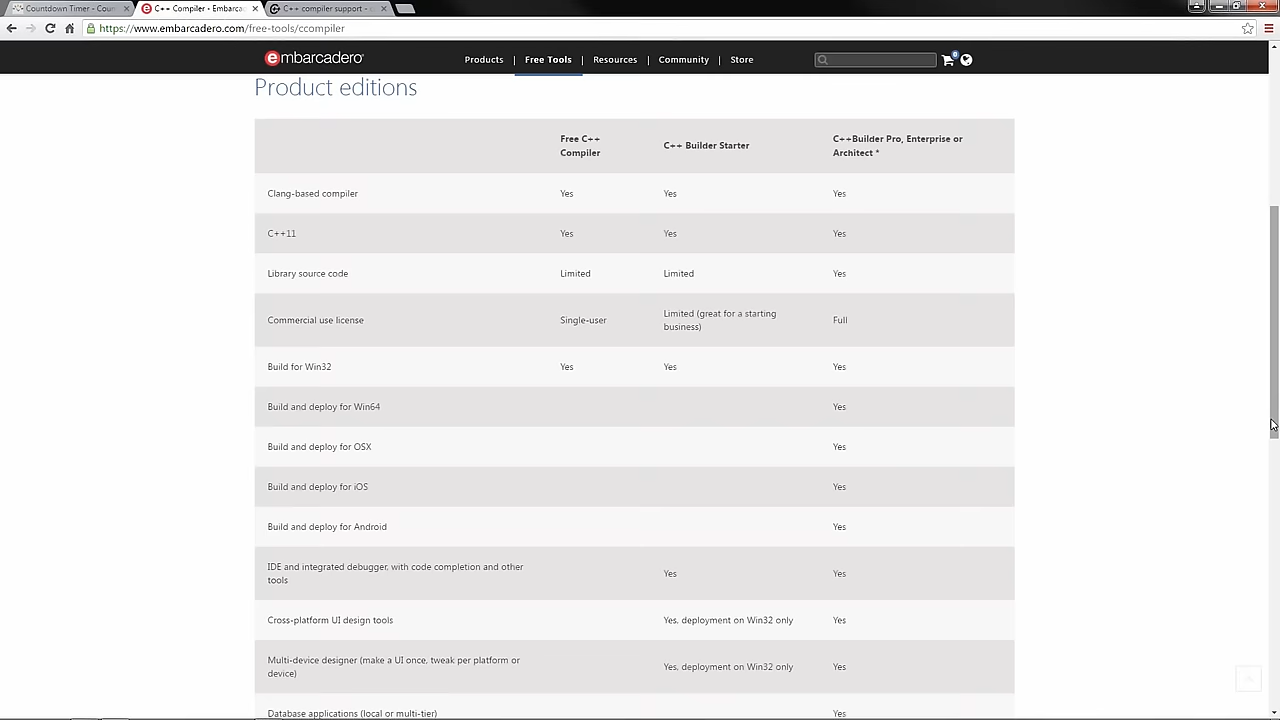 Countdown Timer - Coun
C++ Compiler - Embarcad
C++ compiler support -
https://www.embarcadero.com/free-tools/ccompiler
embarcadero
Products | Free Tools | Resources | Community | Store
0
Product editions
Free C++ Compiler C++ Builder Starter C++Builder Pro, Enterprise or Architect *
Clang-based compiler Yes Yes Yes
C++11 Yes Yes Yes
Library source code Limited Limited Yes
Commercial use license Single-user Limited (great for a starting business) Full
Build for Win32 Yes Yes Yes
Build and deploy for Win64 Yes
Build and deploy for OSX Yes
Build and deploy for iOS Yes
Build and deploy for Android Yes
IDE and integrated debugger, with code completion and other tools Yes Yes
Cross-platform UI design tools Yes, deployment on Win32 only Yes
Multi-device designer (make a UI once, tweak per platform or device) Yes, deployment on Win32 only Yes
Database applications (local or multi-tier) Yes